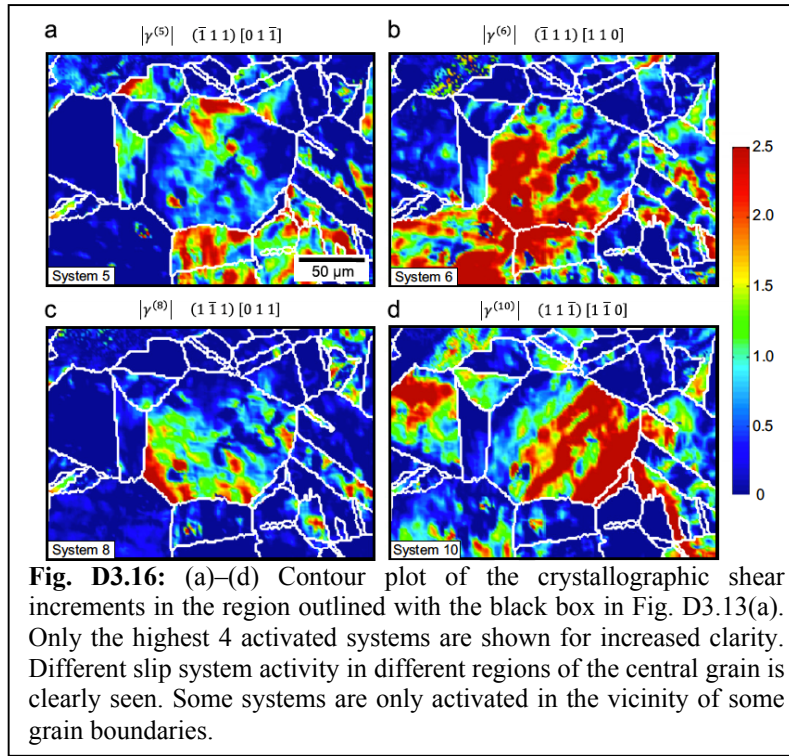 a |γ⁽⁵⁾| (1̅ 1 1) [0 1 1̅]
b |γ⁽⁶⁾| (1̅ 1 1) [1 1 0]
System 5
50 µm
System 6
2.5
2.0
1.5
1.0
0.5
0
c |γ⁽⁸⁾| (1 1̅ 1) [0 1 1]
d |γ⁽¹⁰⁾| (1 1 1̅) [1 1̅ 0]
System 8
System 10
Fig. D3.16: (a)–(d) Contour plot of the crystallographic shear
increments in the region outlined with the black box in Fig. D3.13(a).
Only the highest 4 activated systems are shown for increased clarity.
Different slip system activity in different regions of the central grain is
clearly seen. Some systems are only activated in the vicinity of some
grain boundaries.